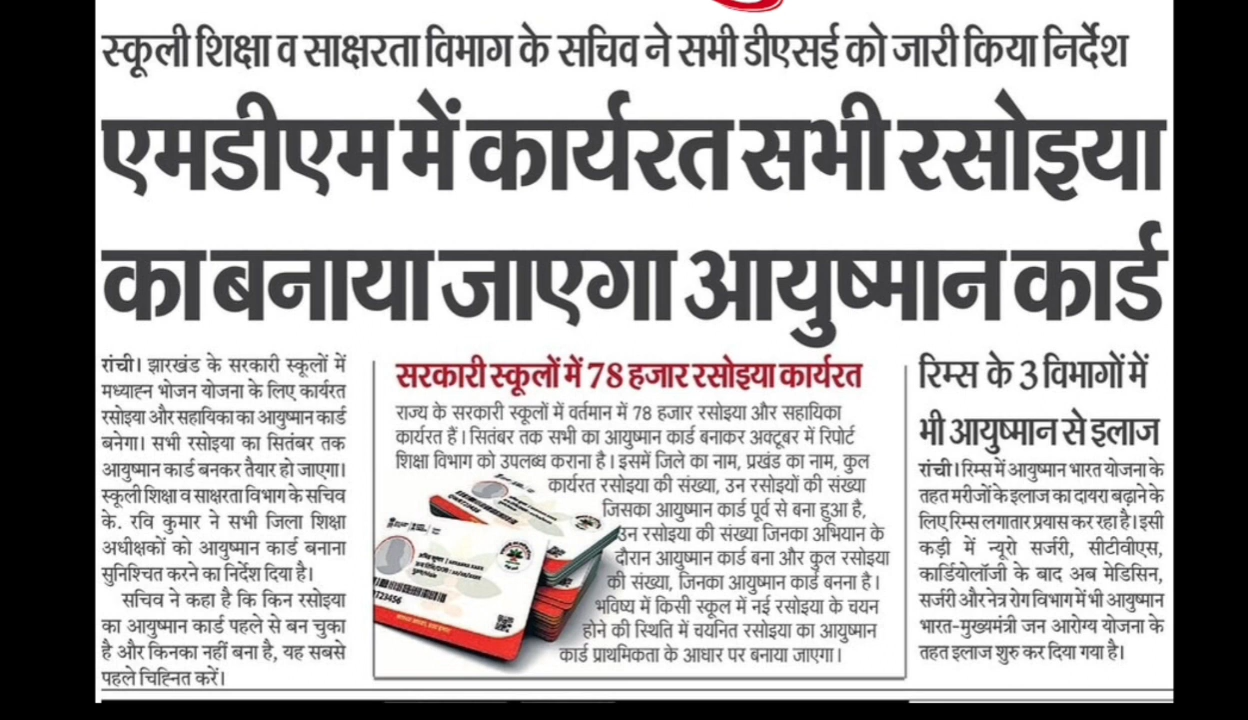 स्कूली शिक्षा व साक्षरता विभाग के सचिव ने सभी डीएसई को जारी किया निर्देश
एमडीएम में कार्यरत सभी रसोइया
का बनाया जाएगा आयुष्मान कार्ड
रांची। झारखंड के सरकारी स्कूलों में
मध्याह्न भोजन योजना के लिए कार्यरत
रसोइया और सहायिका का आयुष्मान कार्ड
बनेगा। सभी रसोइया का सितंबर तक
आयुष्मान कार्ड बनकर तैयार हो जाएगा।
स्कूली शिक्षा व साक्षरता विभाग के सचिव
के. रवि कुमार ने सभी जिला शिक्षा
अधीक्षकों को आयुष्मान कार्ड बनाना
सुनिश्चित करने का निर्देश दिया है।
सचिव ने कहा है कि किन रसोइया
का आयुष्मान कार्ड पहले से बन चुका
है और किनका नहीं बना है, यह सबसे
पहले चिह्नित करें।
सरकारी स्कूलों में 78 हजार रसोइया कार्यरत
राज्य के सरकारी स्कूलों में वर्तमान में 78 हजार रसोइया और सहायिका
कार्यरत हैं। सितंबर तक सभी का आयुष्मान कार्ड बनाकर अक्टूबर में रिपोर्ट
शिक्षा विभाग को उपलब्ध कराना है। इसमें जिले का नाम, प्रखंड का नाम, कुल
कार्यरत रसोइया की संख्या, उन रसोइयों की संख्या
जिसका आयुष्मान कार्ड पूर्व से बना हुआ है,
उन रसोइया की संख्या जिनका अभियान के
दौरान आयुष्मान कार्ड बना और कुल रसोइया
की संख्या, जिनका आयुष्मान कार्ड बनना है।
भविष्य में किसी स्कूल में नई रसोइया के चयन
होने की स्थिति में चयनित रसोइया का आयुष्मान
कार्ड प्राथमिकता के आधार पर बनाया जाएगा।
रिम्स के 3 विभागों में
भी आयुष्मान से इलाज
रांची। रिम्स में आयुष्मान भारत योजना के
तहत मरीजों के इलाज का दायरा बढ़ाने के
लिए रिम्स लगातार प्रयास कर रहा है। इसी
कड़ी में न्यूरो सर्जरी, सीटीवीएस,
कार्डियोलॉजी के बाद अब मेडिसिन,
सर्जरी और नेत्र रोग विभाग में भी आयुष्मान
भारत-मुख्यमंत्री जन आरोग्य योजना के
तहत इलाज शुरु कर दिया गया है।